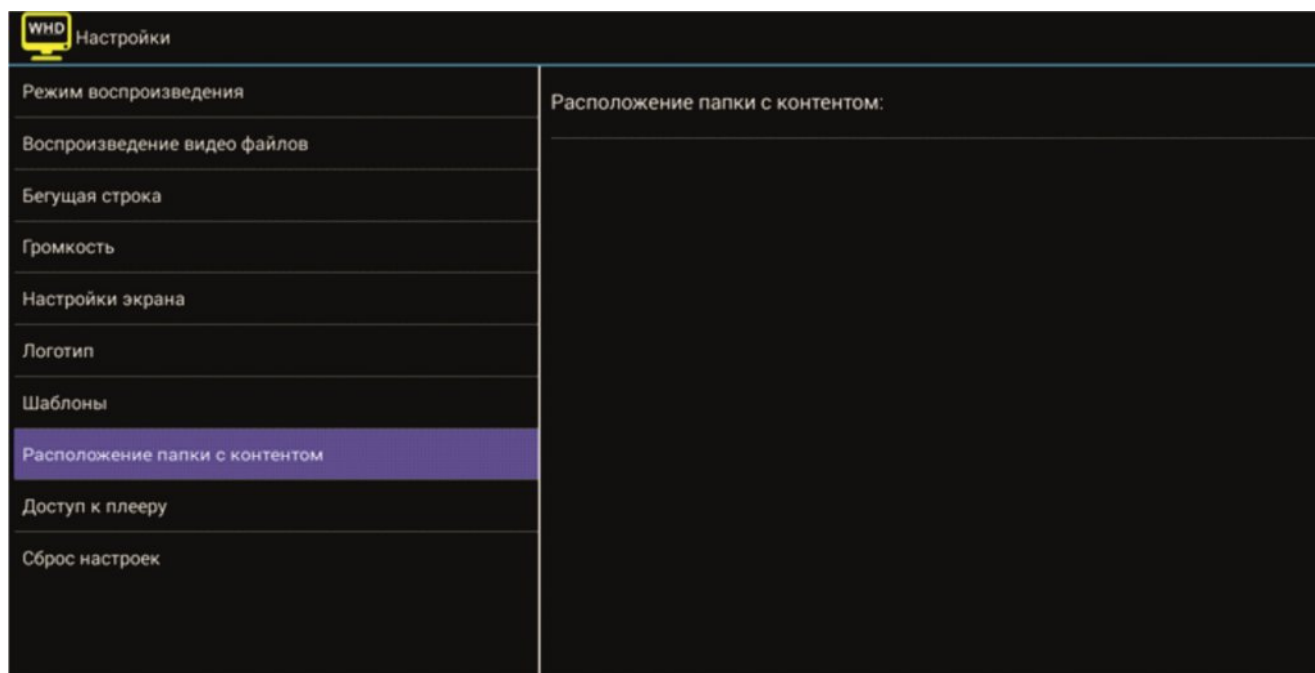 WHD
Настройки
Режим воспроизведения
Воспроизведение видео файлов
Бегущая строка
Громкость
Настройки экрана
Логотип
Шаблоны
Расположение папки с контентом
Доступ к плееру
Сброс настроек
Расположение папки с контентом: